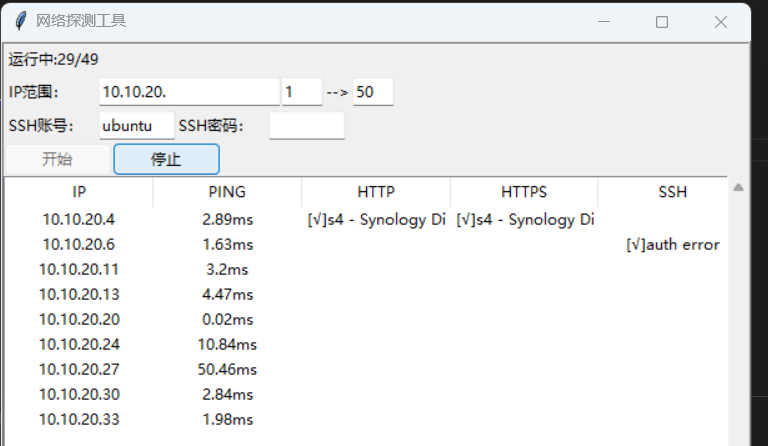 网络探测工具
运行中:29/49
IP范围: 10.10.20. 1 --> 50
SSH账号: ubuntu SSH密码:
开始 停止
IP PING HTTP HTTPS SSH
10.10.20.4 2.89ms [√]s4 - Synology Di [√]s4 - Synology Di
10.10.20.6 1.63ms [√]auth error
10.10.20.11 3.2ms
10.10.20.13 4.47ms
10.10.20.20 0.02ms
10.10.20.24 10.84ms
10.10.20.27 50.46ms
10.10.20.30 2.84ms
10.10.20.33 1.98ms